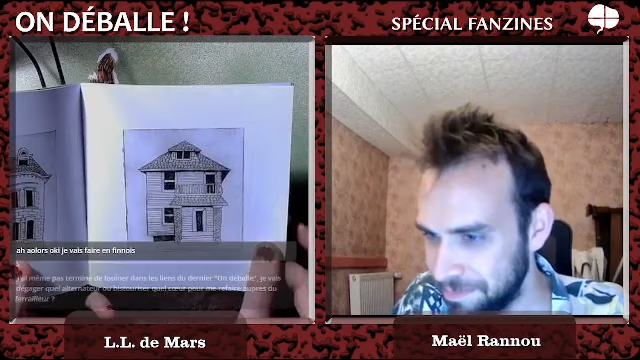 ON DÉBALLE !
SPÉCIAL FANZINES
ah aolors oki je vais faire en finnois
j'ai même pas terminé de fouiner dans les liens du dernier "On déballe", je vais
dégager quel alternateur ou bistouriser quel cœur pour me refaire auprès du
ferrailleur ?
L.L. de Mars
Maël Rannou